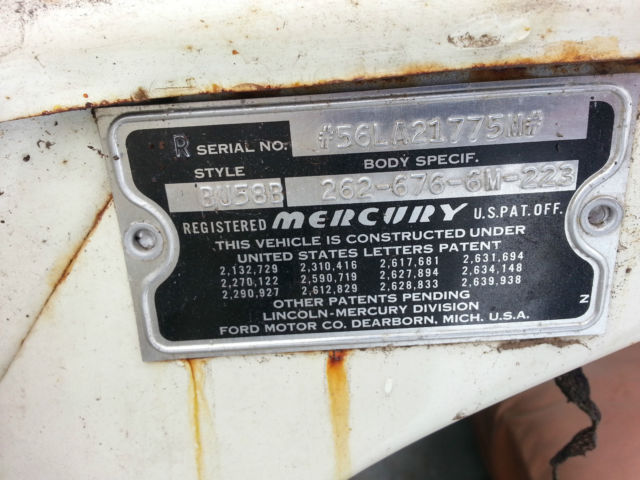 R SERIAL NO. #56LA21775M#
STYLE BODY SPECIF.
BU58B 262-676-6M-223
REGISTERED MERCURY U.S. PAT. OFF.
THIS VEHICLE IS CONSTRUCTED UNDER
UNITED STATES LETTERS PATENT
2,132,729 2,310,416 2,617,681 2,631,694
2,270,122 2,590,719 2,627,894 2,634,148
2,290,927 2,612,829 2,628,833 2,639,938
OTHER PATENTS PENDING Z
LINCOLN-MERCURY DIVISION
FORD MOTOR CO. DEARBORN, MICH. U.S.A.